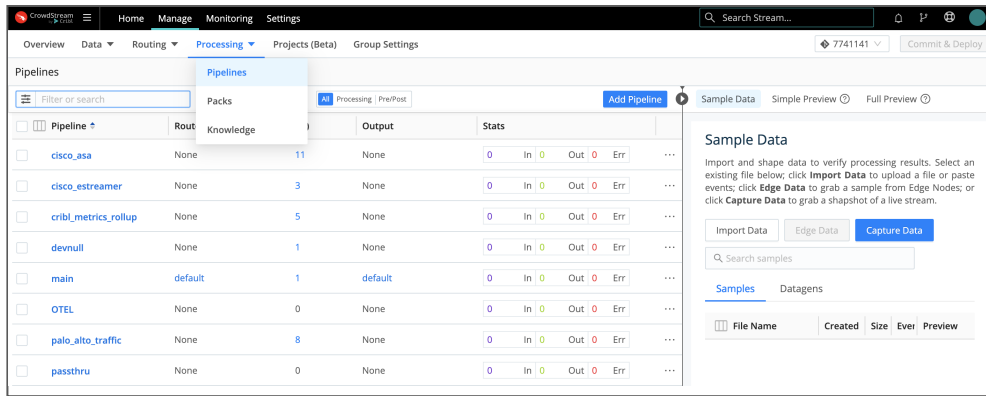 CrowdStream
by Cribl
Home Manage Monitoring Settings
Search Stream...
Overview Data Routing Processing Projects (Beta) Group Settings
7741141
Commit & Deploy
Pipelines
Pipelines
Packs
Knowledge
Filter or search
All Processing Pre/Post
Add Pipeline
Sample Data Simple Preview Full Preview
Pipeline Rout ) Output Stats
cisco_asa None 11 None 0 In 0 Out 0 Err ...
cisco_estreamer None 3 None 0 In 0 Out 0 Err ...
cribl_metrics_rollup None 5 None 0 In 0 Out 0 Err ...
devnull None 1 None 0 In 0 Out 0 Err ...
main default 1 default 0 In 0 Out 0 Err ...
OTEL None 0 None 0 In 0 Out 0 Err ...
palo_alto_traffic None 8 None 0 In 0 Out 0 Err ...
passthru None 0 None 0 In 0 Out 0 Err ...
Sample Data
Import and shape data to verify processing results. Select an
existing file below; click Import Data to upload a file or paste
events; click Edge Data to grab a sample from Edge Nodes; or
click Capture Data to grab a shapshot of a live stream.
Import Data Edge Data Capture Data
Search samples
Samples Datagens
File Name Created Size Ever Preview